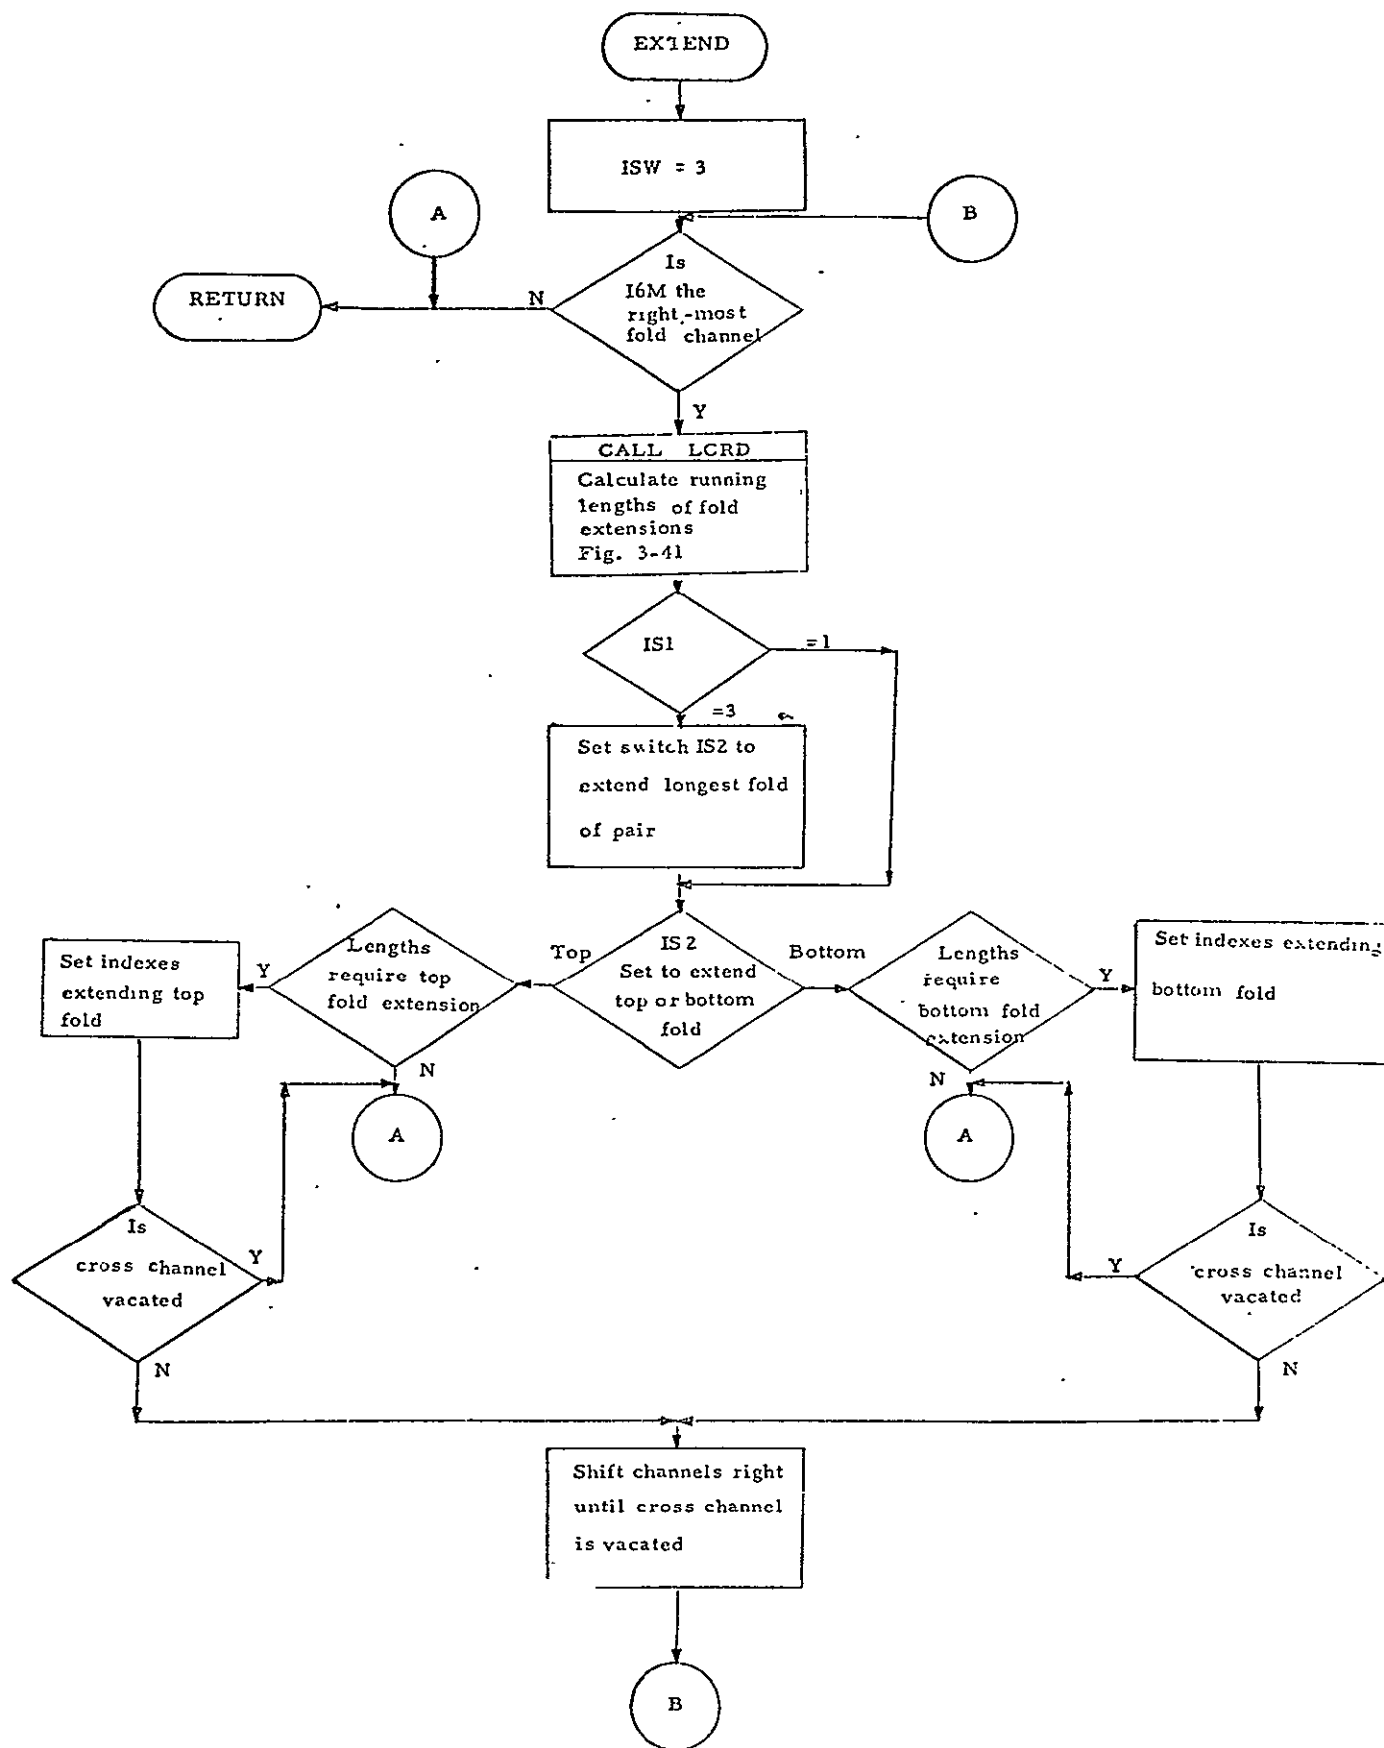 EXTEND
ISW = 3
A
B
RETURN
N
Is
I6M the
right-most
fold channel
Y
CALL LCRD
Calculate running
lengths of fold
extensions
Fig. 3-41
IS1
=1
=3
Set switch IS2 to
extend longest fold
of pair
Set indexes
extending top
fold
Y
Lengths
require top
fold extension
Top
IS2
Set to extend
top or bottom
fold
Bottom
Lengths
require
bottom fold
extension
Y
Set indexes extending
bottom fold
N
A
N
A
Is
cross channel
vacated
Y
N
Y
Is
cross channel
vacated
N
Shift channels right
until cross channel
is vacated
B